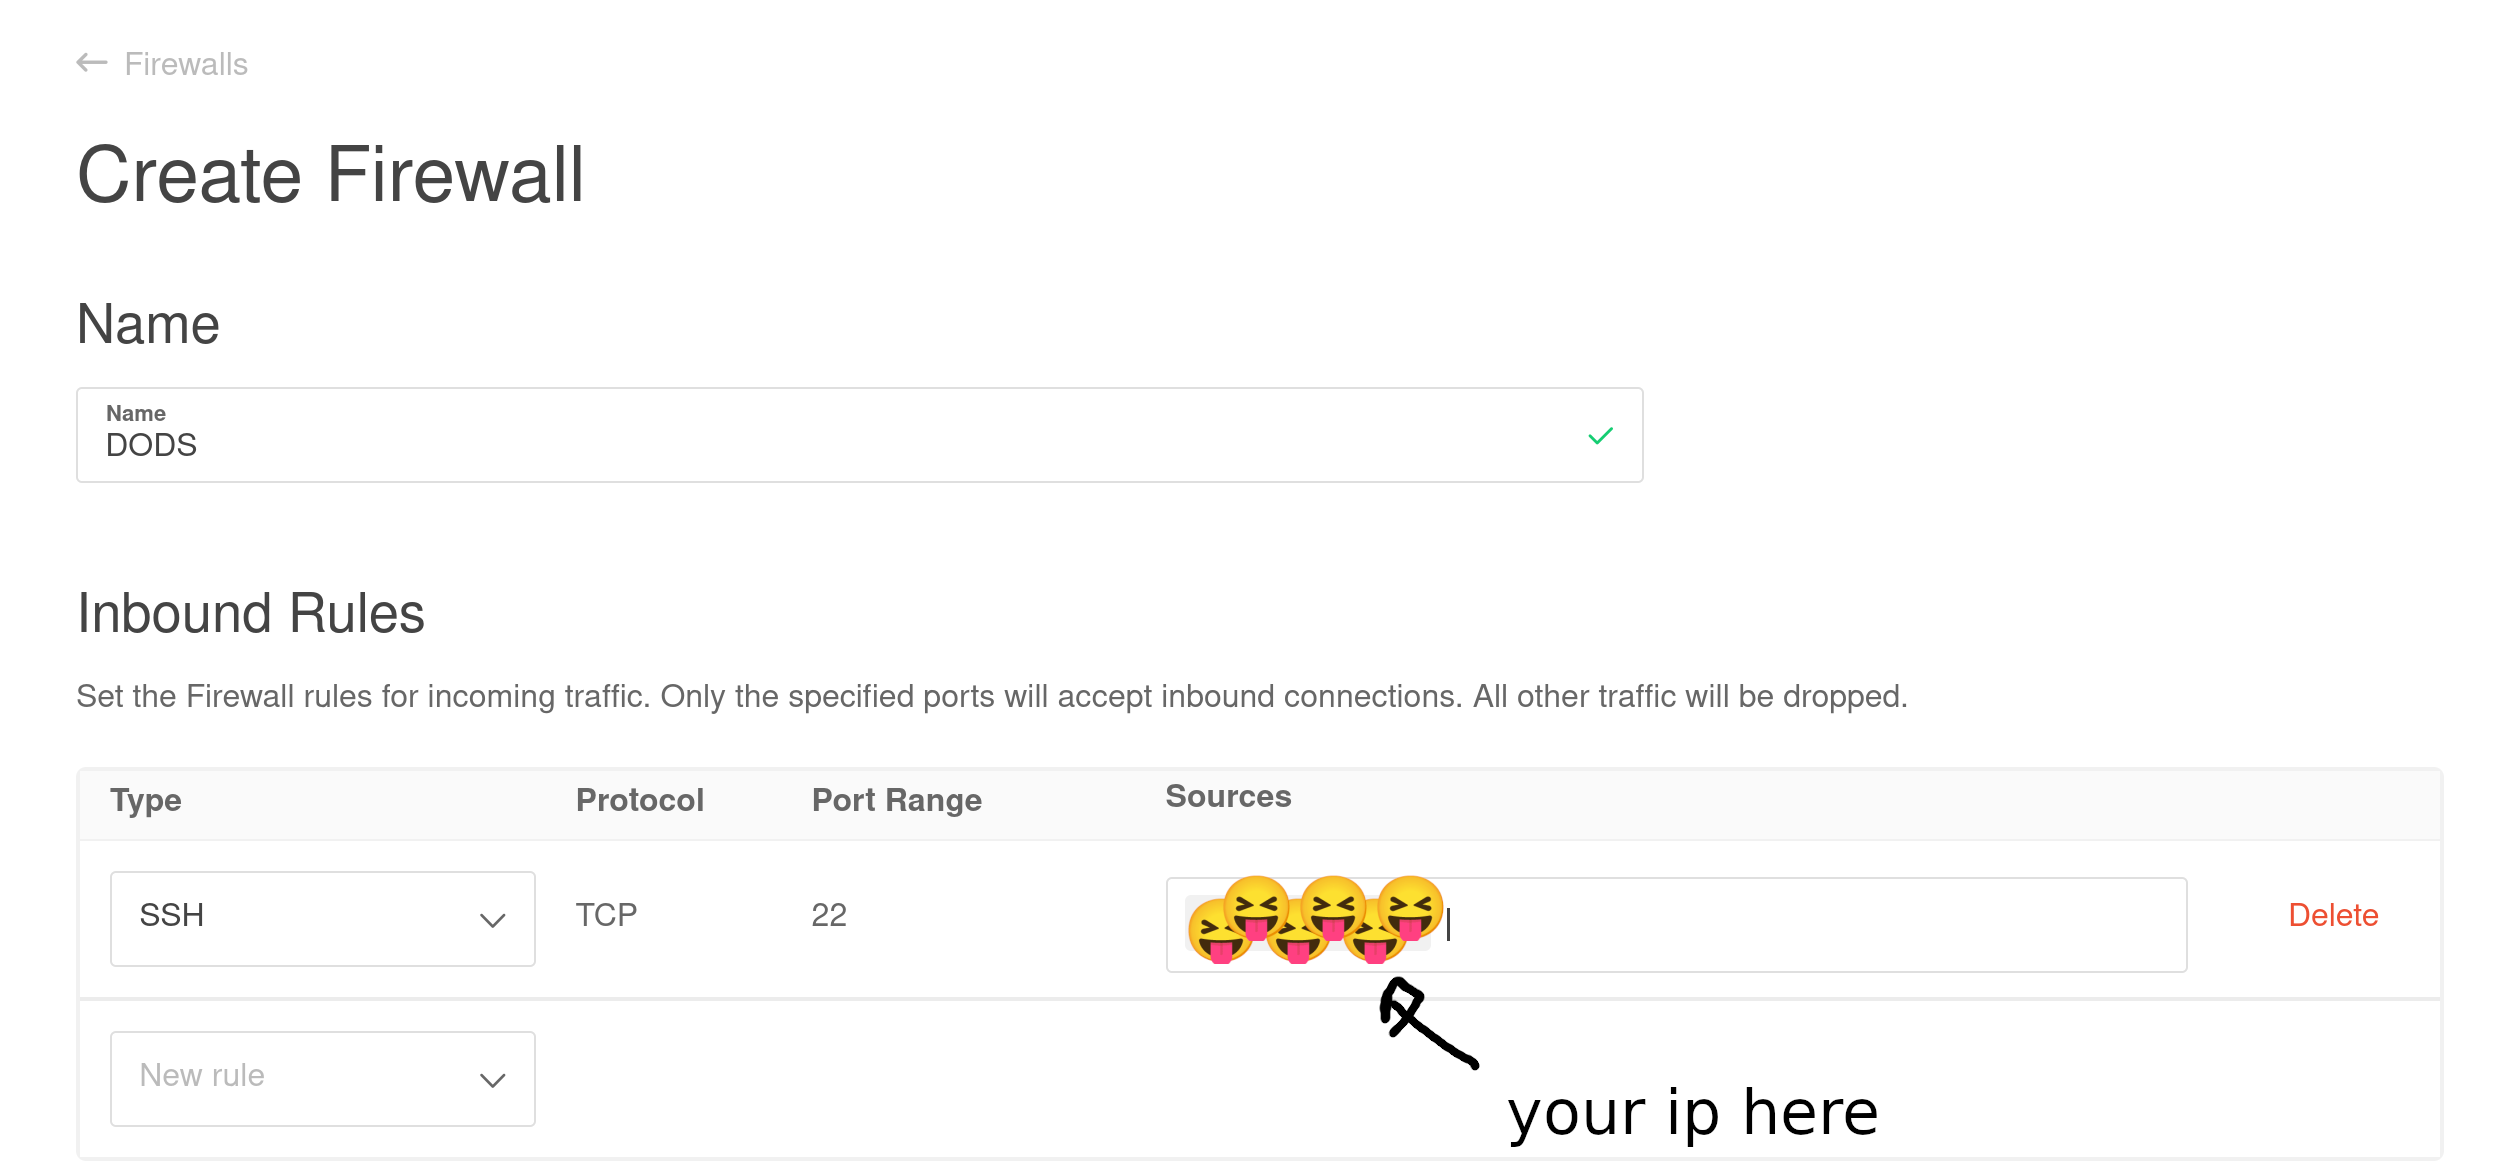 ← Firewalls
Create Firewall
Name
Name
DODS
Inbound Rules
Set the Firewall rules for incoming traffic. Only the specified ports will accept inbound connections. All other traffic will be dropped.
Type Protocol Port Range Sources
SSH TCP 22 😝😝😝😝😝😝 Delete
New rule
your ip here